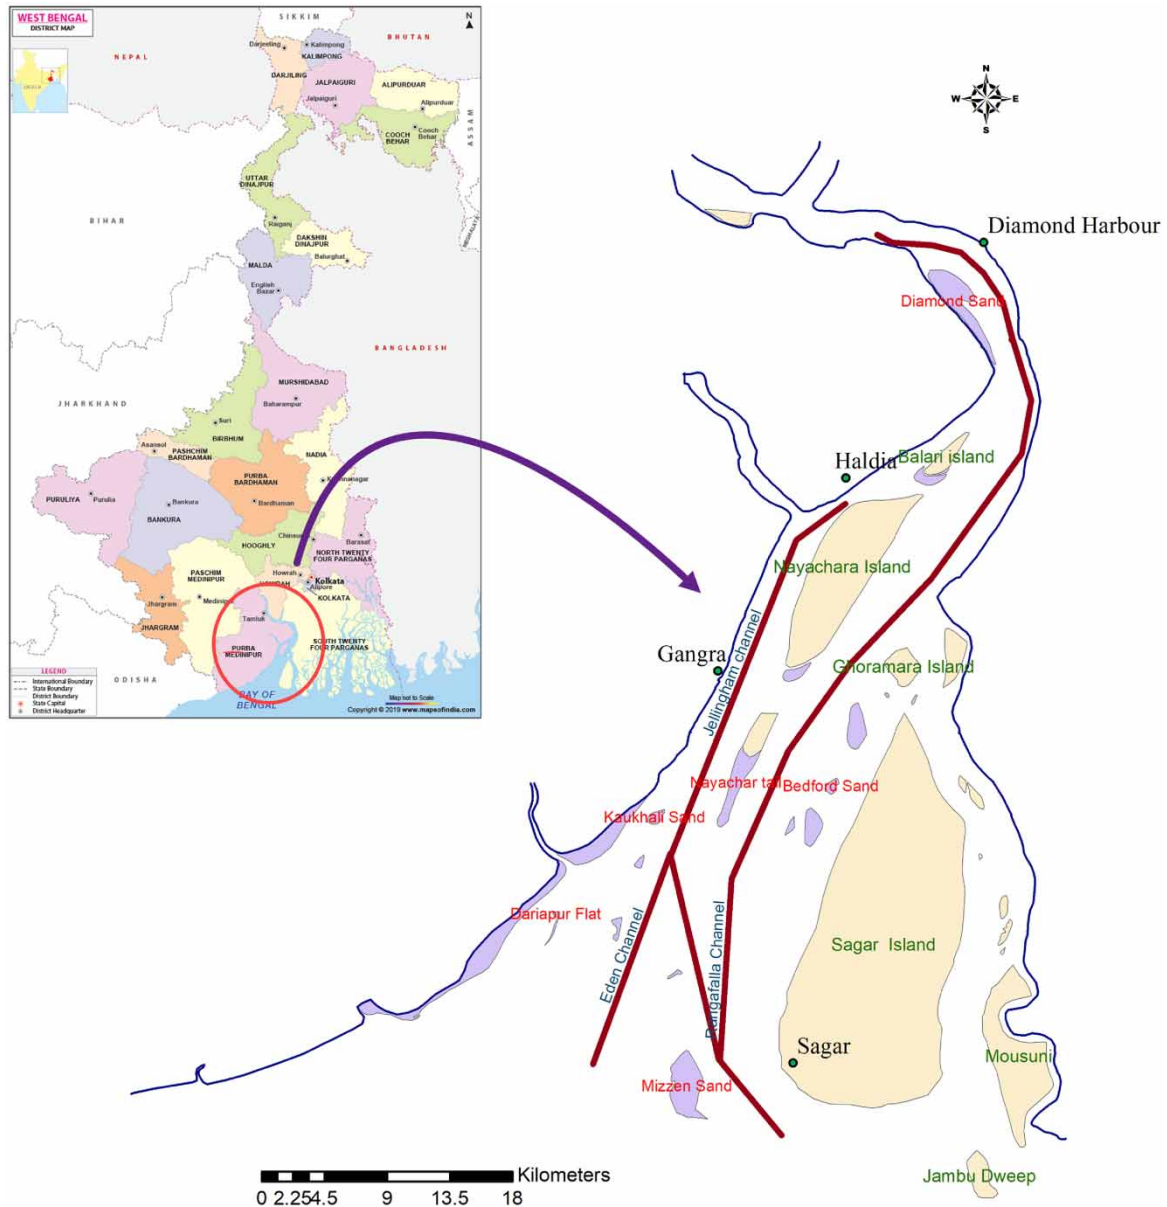 WEST BENGAL
DISTRICT MAP
N
SIKKIM
BHUTAN
NEPAL
Darjeeling
Kalimpong
KALIMPONG
DARJILING
JALPAIGURI
Jalpaiguri
ALIPURDUAR
Alipurduar
COOCH
BEHAR
Cooch
Behar
ASSAM
MEGHALAYA
UTTAR
DINAJPUR
Raiganj
BIHAR
DAKSHIN
DINAJPUR
Balurghat
MALDA
English
Bazar
BANGLADESH
JHARKHAND
MURSHIDABAD
Baharampur
Suri
BIRBHUM
Asansol
PASHCHIM
BARDHAMAN
NADIA
Krishnanagar
PURBA
BARDHAMAN
Bardhaman
PURULIYA
Purulia
Bankura
BANKURA
HOOGHLY
Chinsura
Barasat
NORTH TWENTY
FOUR PARGANAS
PASCHIM
MEDINIPUR
Medinipur
Howrah
HOWRAH
Kolkata
Alipore
KOLKATA
Jhargram
JHARGRAM
Tamluk
PURBA
MEDINIPUR
SOUTH TWENTY
FOUR PARGANAS
ODISHA
BAY OF
BENGAL
LEGEND
International Boundary
State Boundary
District Boundary
State Capital
District Headquarter
Map not to Scale
Copyright © 2019 www.mapsofindia.com
N
W
E
S
Diamond Harbour
Diamond Sand
Haldia
Balari island
Nayachara Island
Gangra
Ghoramara Island
Jellingham channel
Nayachar tail
Bedford Sand
Kaukhali Sand
Dariapur Flat
Eden Channel
Rangafalla Channel
Sagar Island
Sagar
Mizzen Sand
Mousuni
Jambu Dweep
Kilometers
0 2.25 4.5 9 13.5 18